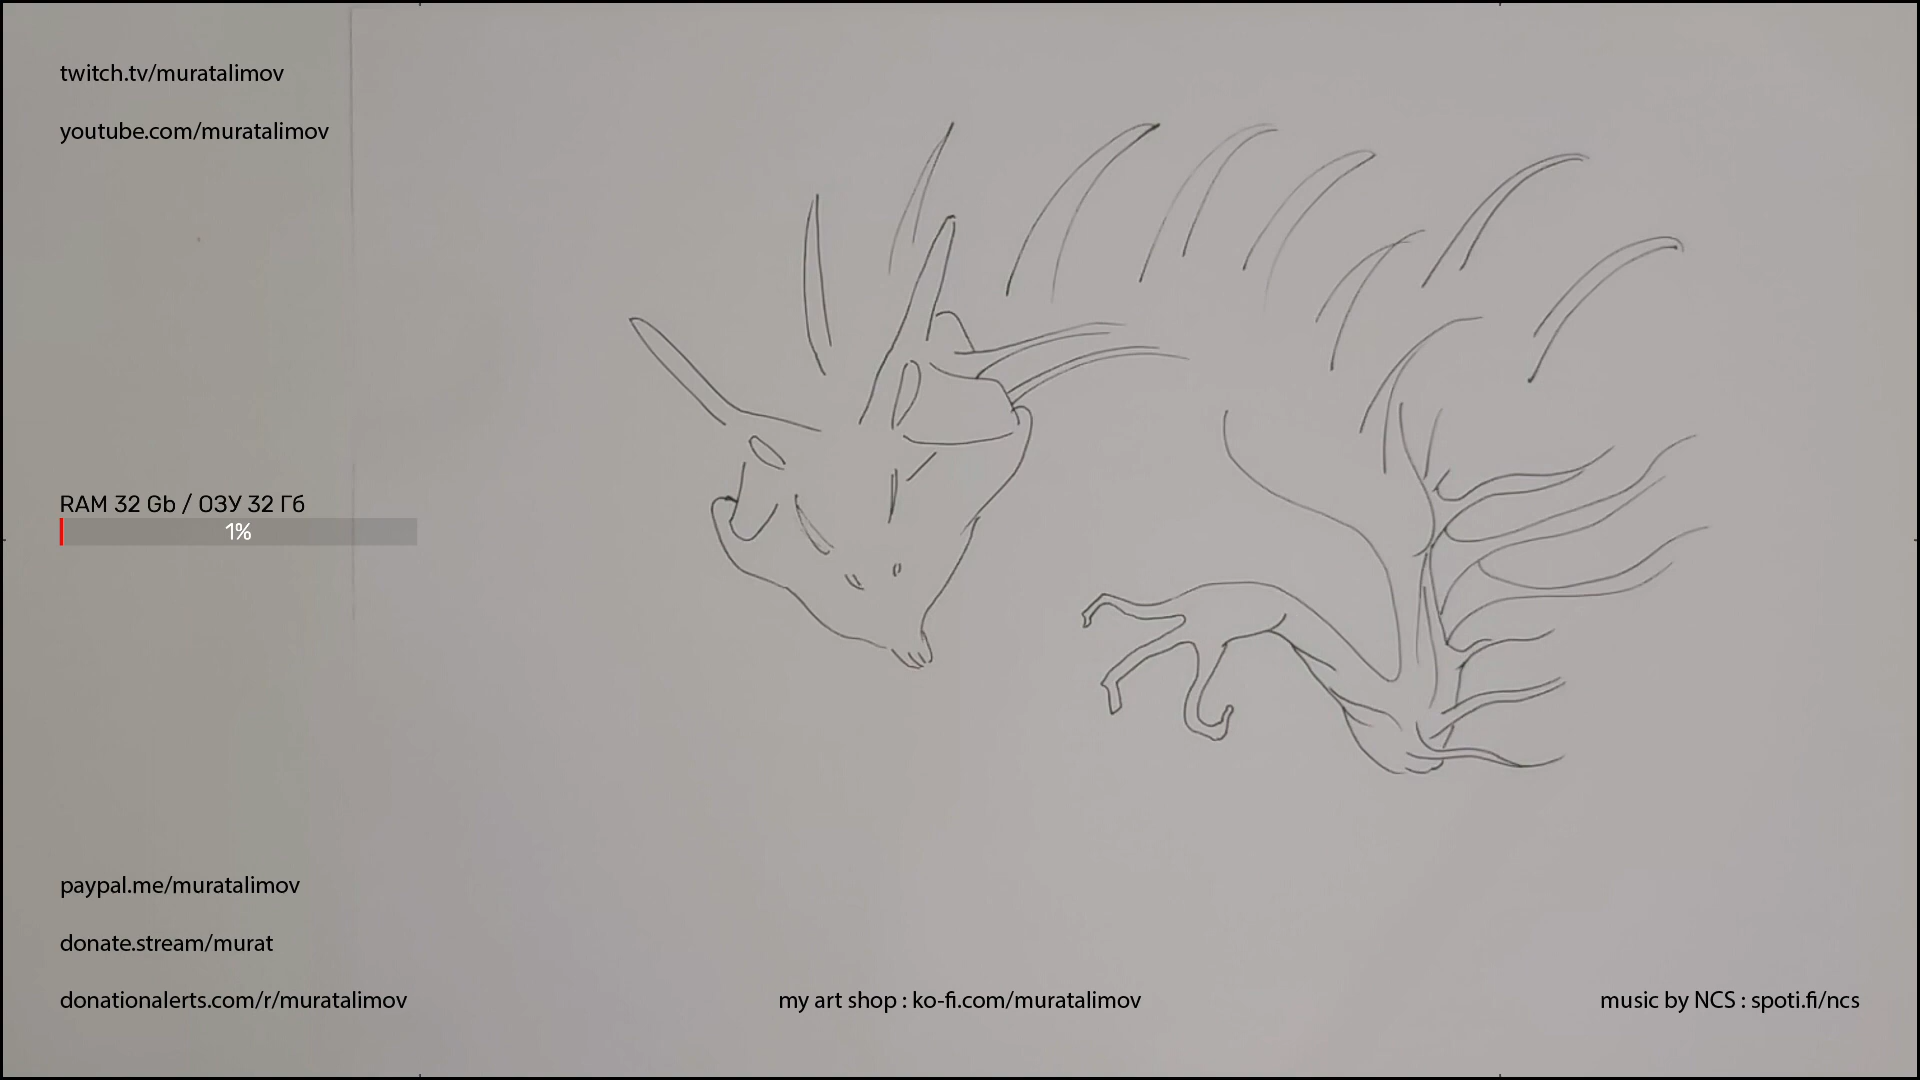 twitch.tv/muratalimov
youtube.com/muratalimov
RAM 32 Gb / ОЗУ 32 Гб
1%
paypal.me/muratalimov
donate.stream/murat
donationalerts.com/r/muratalimov
my art shop : ko-fi.com/muratalimov
music by NCS : spoti.fi/ncs